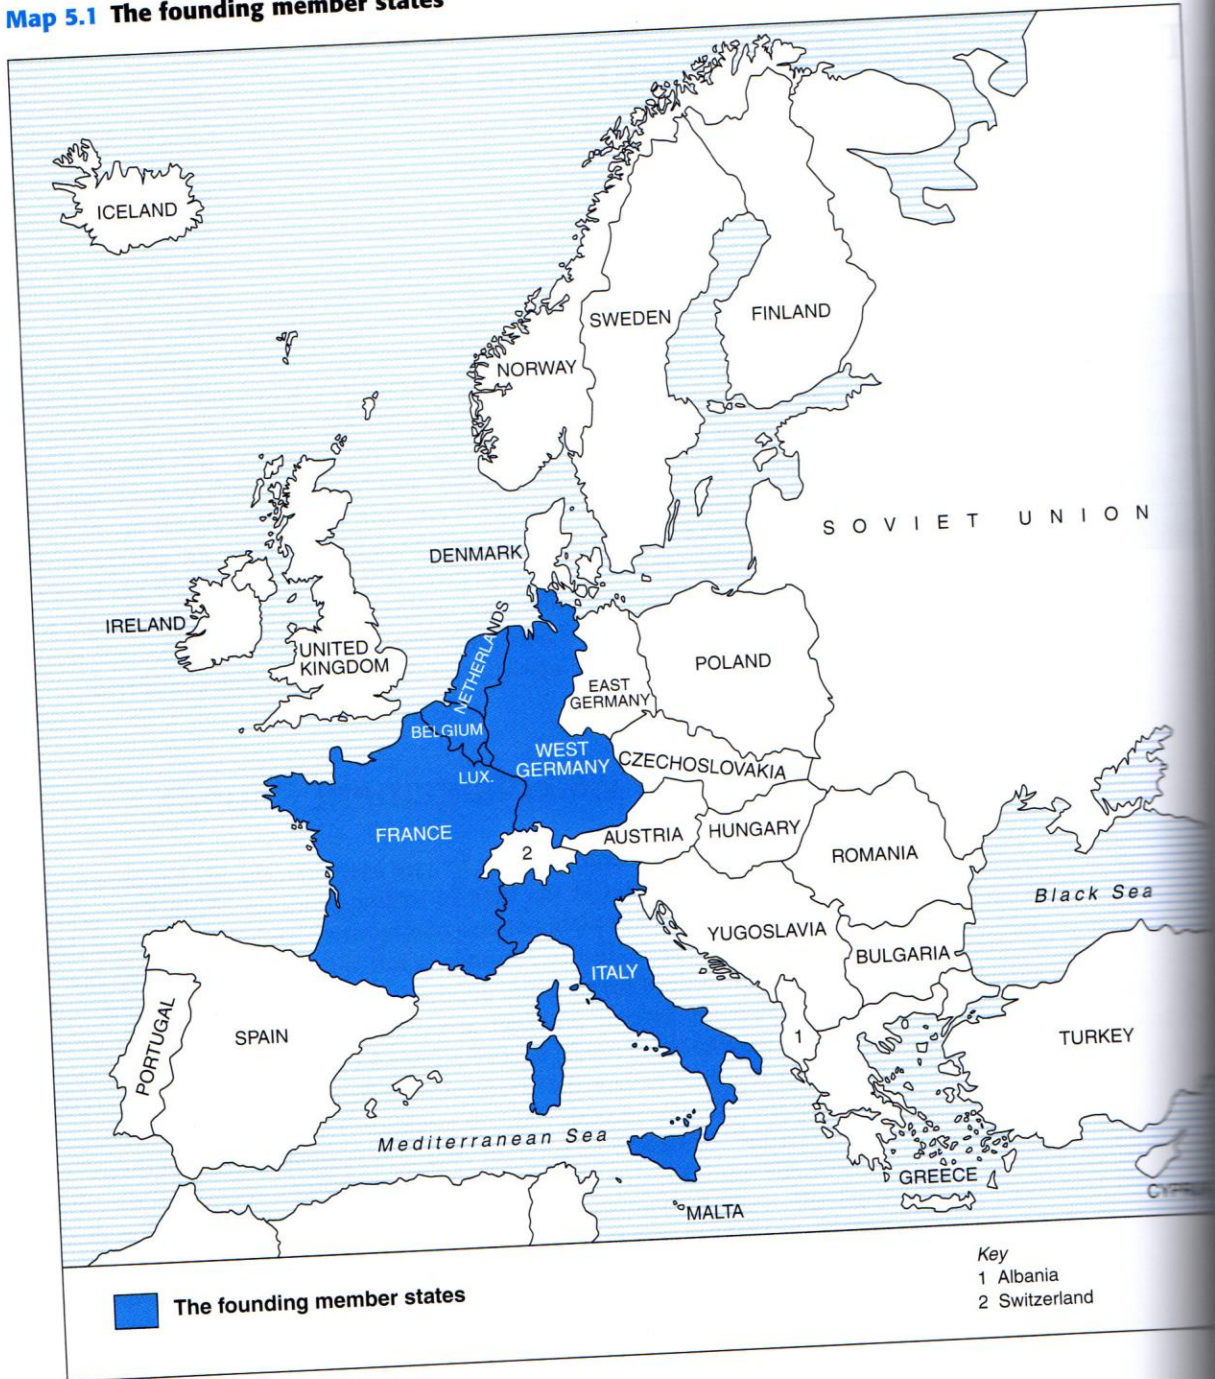 Map 5.1 The founding member states
ICELAND
SWEDEN
FINLAND
NORWAY
SOVIET UNION
DENMARK
IRELAND
UNITED
KINGDOM
NETHERLANDS
POLAND
EAST
GERMANY
BELGIUM
WEST
GERMANY
CZECHOSLOVAKIA
LUX.
FRANCE
2
AUSTRIA
HUNGARY
ROMANIA
Black Sea
YUGOSLAVIA
BULGARIA
ITALY
PORTUGAL
SPAIN
1
TURKEY
Mediterranean Sea
GREECE
MALTA
The founding member states
Key
1 Albania
2 Switzerland